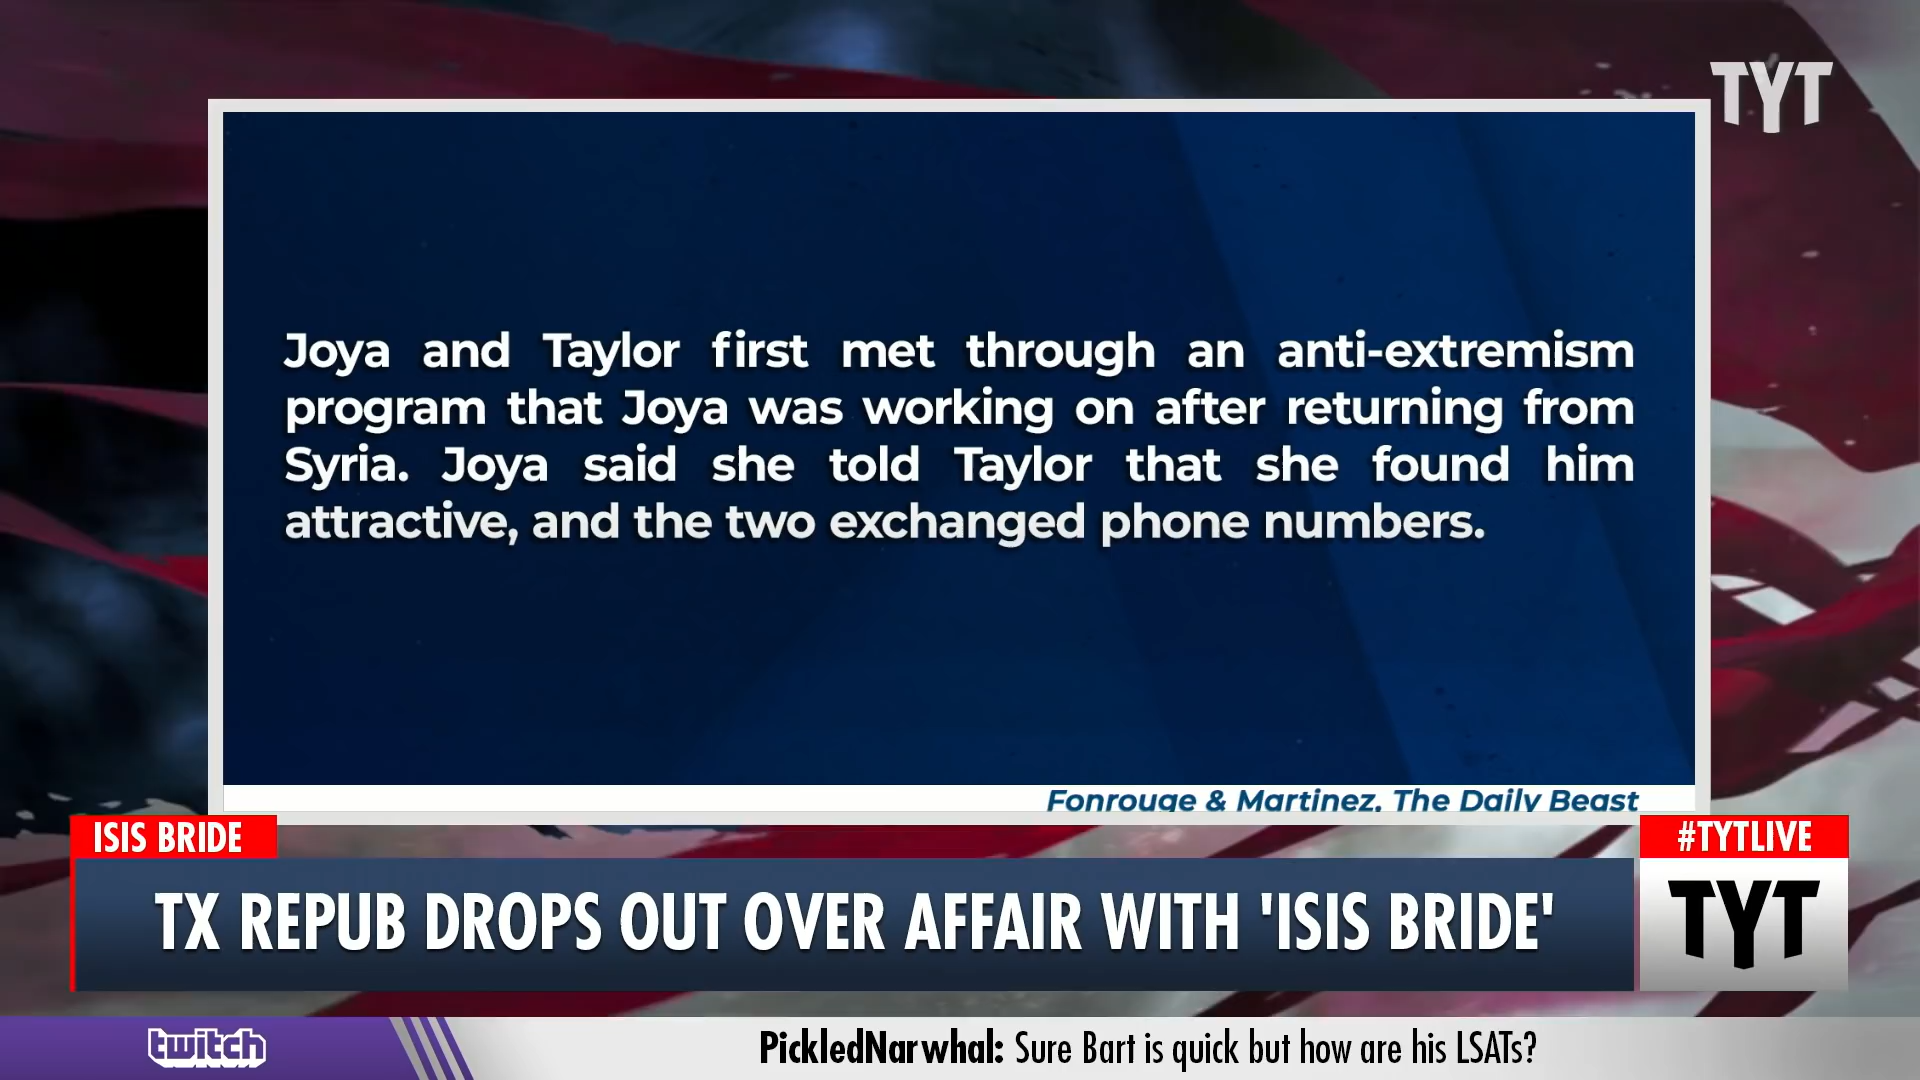 TYT
Joya and Taylor first met through an anti-extremism
program that Joya was working on after returning from
Syria. Joya said she told Taylor that she found him
attractive, and the two exchanged phone numbers.
Fonrouge & Martinez, The Daily Beast
ISIS BRIDE
#TYTLIVE
TX REPUB DROPS OUT OVER AFFAIR WITH 'ISIS BRIDE'
TYT
twitch
PickledNarwhal: Sure Bart is quick but how are his LSATs?